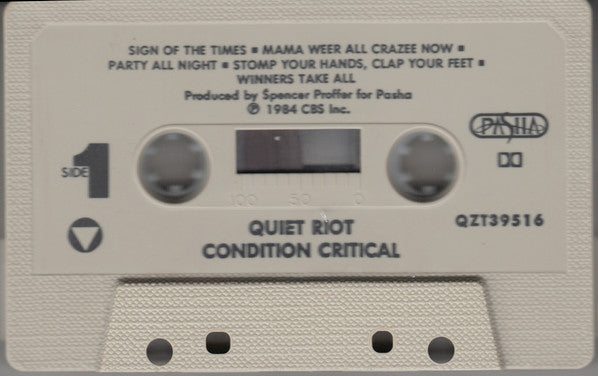 SIGN OF THE TIMES ▪ MAMA WEER ALL CRAZEE NOW ▪
PARTY ALL NIGHT ▪ STOMP YOUR HANDS, CLAP YOUR FEET ▪
WINNERS TAKE ALL
Produced by Spencer Proffer for Pasha
℗ 1984 CBS Inc.
PASHA
SIDE 1
100 50 0
QUIET RIOT
QZT39516
CONDITION CRITICAL